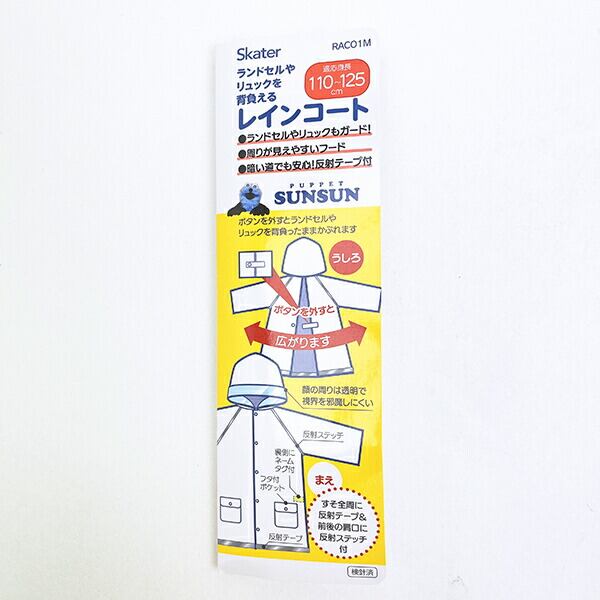 Skater
RACO1M
ランドセルや
リュックを
背負える
レインコート
適応身長
110~125
cm
●ランドセルやリュックもガード!
●周りが見えやすいフード
●暗い道でも安心!反射テープ付
PUPPET
SUNSUN
ボタンを外すとランドセルや
リュックを背負ったままかぶれます
うしろ
ボタンを外すと
広がります
顔の周りは透明で
視界を邪魔しにくい
反射ステッチ
裏側に
ネーム
タグ付
フタ付
ポケット
反射テープ
まえ
すそ全周に
反射テープ&
前後の肩口に
反射ステッチ
付
検針済